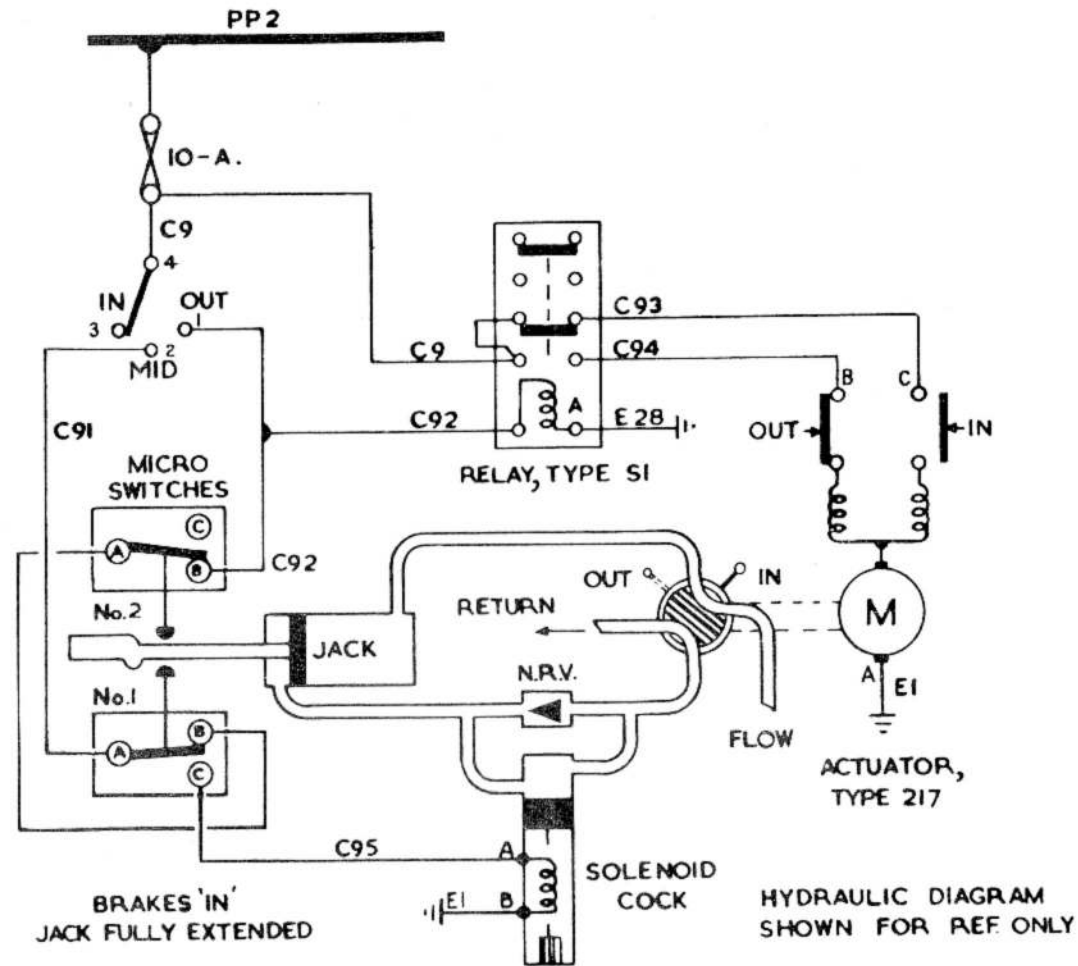 PP2
10-A.
C9
4
IN
OUT
3
1
2
MID
C9
C93
C94
C92
A
E28
RELAY, TYPE S1
B
C
OUT
IN
C91
MICRO
SWITCHES
C
A
B
C92
No.2
JACK
RETURN
OUT
IN
N.R.V.
FLOW
M
A
E1
ACTUATOR,
TYPE 217
No.1
B
A
C
C95
A
B
E1
SOLENOID
COCK
BRAKES 'IN'
JACK FULLY EXTENDED
HYDRAULIC DIAGRAM
SHOWN FOR REF. ONLY